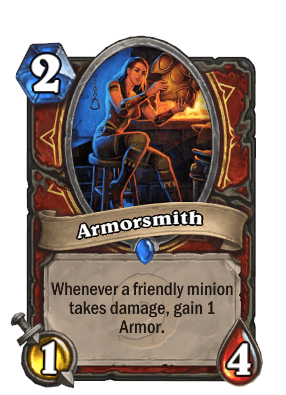 2
Armorsmith
Whenever a friendly minion
takes damage, gain 1
Armor.
1
4